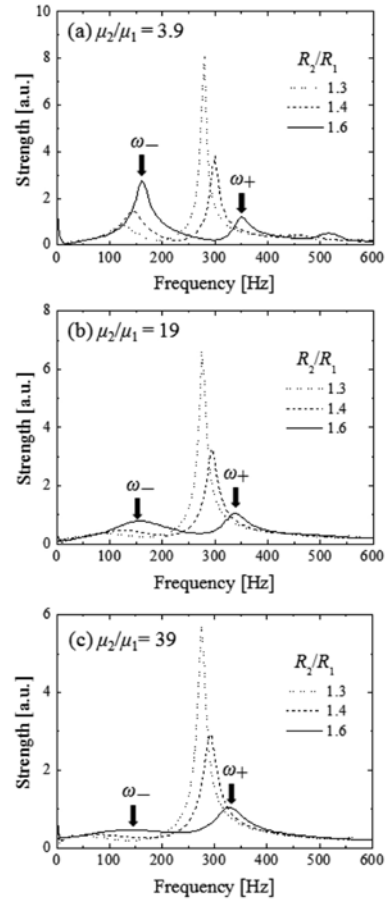 (a) μ₂/μ₁ = 3.9
R₂/R₁
1.3
1.4
1.6
ω₋
ω₊
10
8
6
4
2
0
Strength [a.u.]
0 100 200 300 400 500 600
Frequency [Hz]
(b) μ₂/μ₁ = 19
R₂/R₁
1.3
1.4
1.6
ω₋
ω₊
8
6
4
2
0
Strength [a.u.]
0 100 200 300 400 500 600
Frequency [Hz]
(c) μ₂/μ₁ = 39
R₂/R₁
1.3
1.4
1.6
ω₋
ω₊
6
4
2
0
Strength [a.u.]
0 100 200 300 400 500 600
Frequency [Hz]